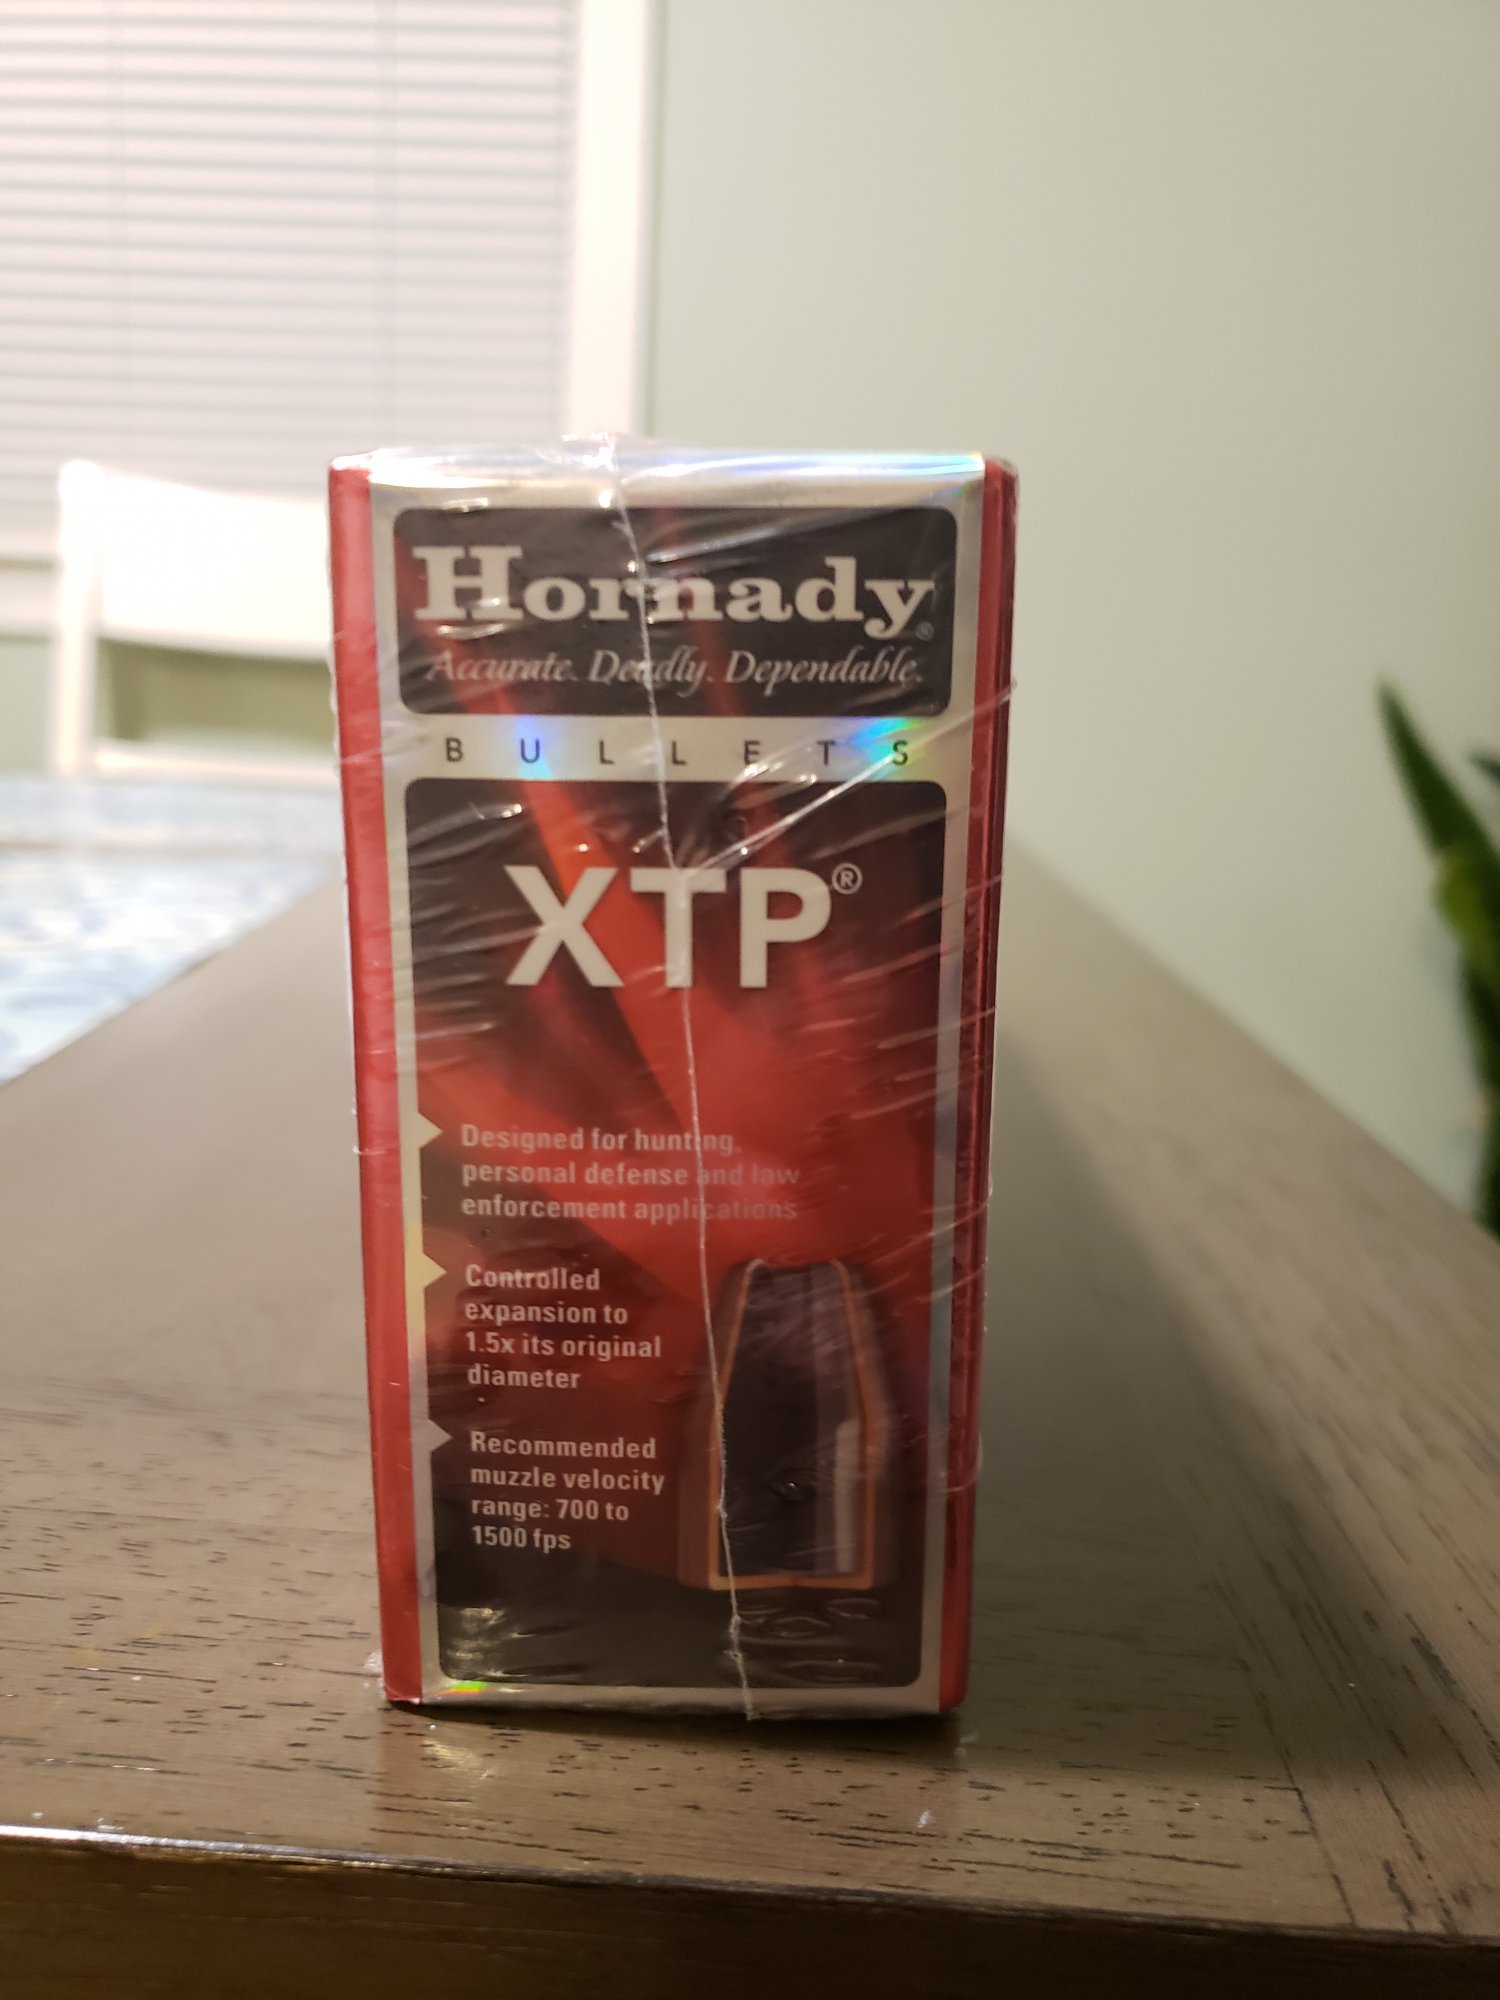 Hornady®
Accurate. Deadly. Dependable.
BULLETS
XTP®
Designed for hunting,
personal defense and law
enforcement applications
Controlled
expansion to
1.5x its original
diameter
Recommended
muzzle velocity
range: 700 to
1500 fps